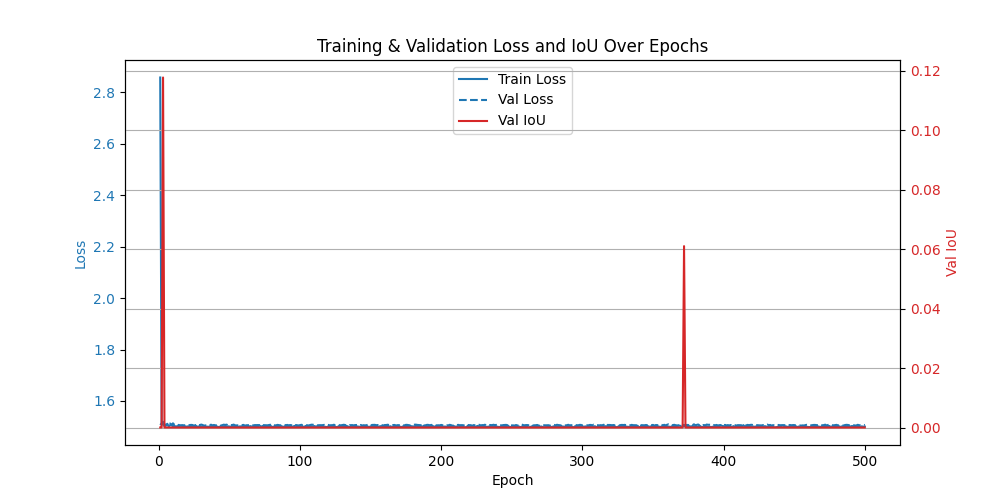 Training & Validation Loss and IoU Over Epochs
Train Loss
Val Loss
Val IoU
2.8
2.6
2.4
2.2
2.0
1.8
1.6
Loss
0.12
0.10
0.08
0.06
0.04
0.02
0.00
Val IoU
0
100
200
300
400
500
Epoch